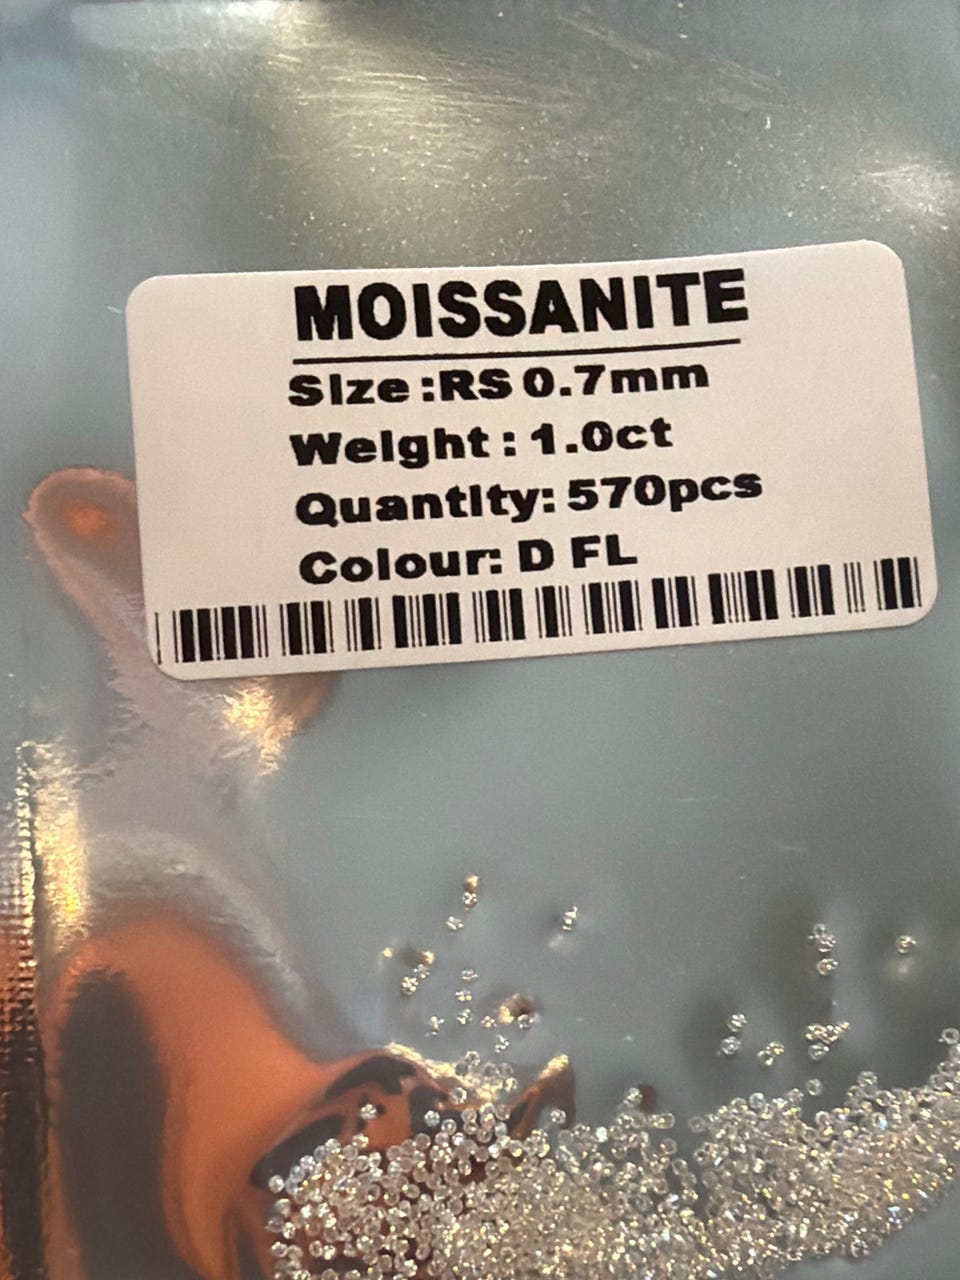 MOISSANITE
Size :RS 0.7mm
Weight : 1.0ct
Quantity: 570pcs
Colour: D FL